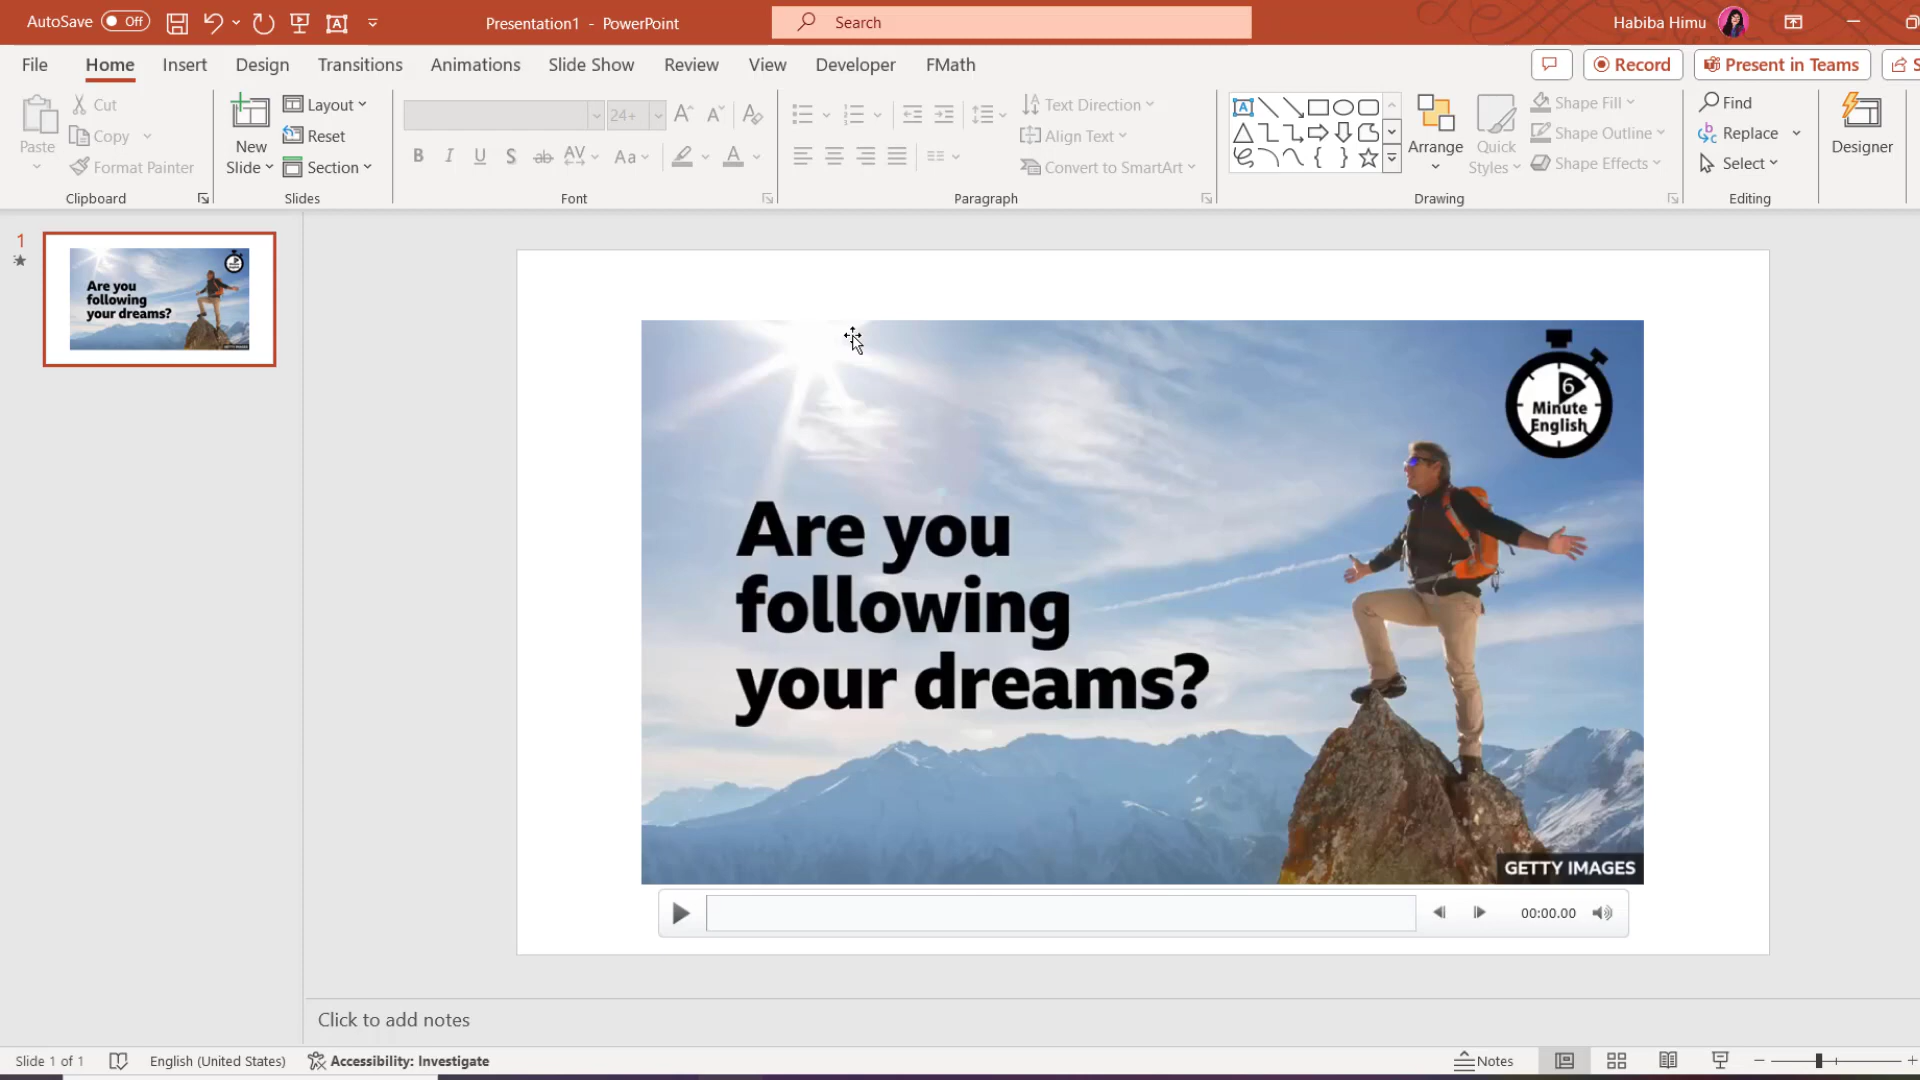 AutoSave Off
Presentation1 - PowerPoint
Search
Habiba Himu
File Home Insert Design Transitions Animations Slide Show Review View Developer FMath
Record
Present in Teams
S
Paste
Cut
Copy
Format Painter
Clipboard
New
Slide
Layout
Reset
Section
Slides
24+
B I U S ab AV Aa A
Font
Text Direction
Align Text
Convert to SmartArt
Paragraph
Arrange
Quick
Styles
Shape Fill
Shape Outline
Shape Effects
Drawing
Find
Replace
Select
Editing
Designer
1
Are you
following
your dreams?
6
Minute
English
Are you
following
your dreams?
GETTY IMAGES
00:00.00
Click to add notes
Slide 1 of 1
English (United States)
Accessibility: Investigate
Notes